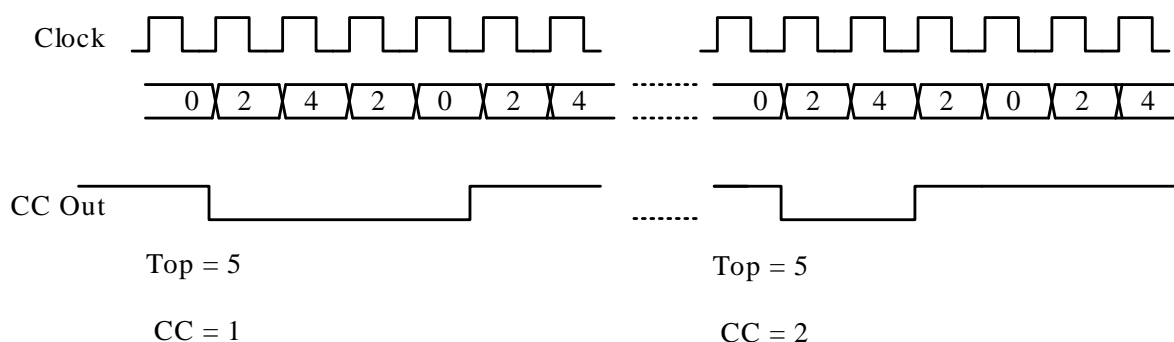 Clock
0 2 4 2 0 2 4 0 2 4 2 0 2 4
CC Out
Top = 5 Top = 5
CC = 1 CC = 2